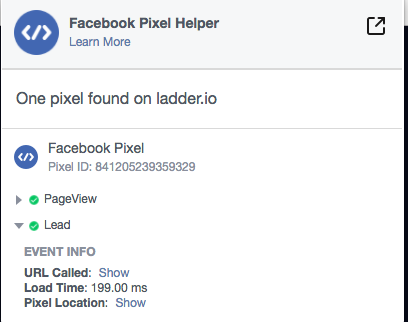 Facebook Pixel Helper
Learn More
One pixel found on ladder.io
Facebook Pixel
Pixel ID: 841205239359329
PageView
Lead
EVENT INFO
URL Called: Show
Load Time: 199.00 ms
Pixel Location: Show